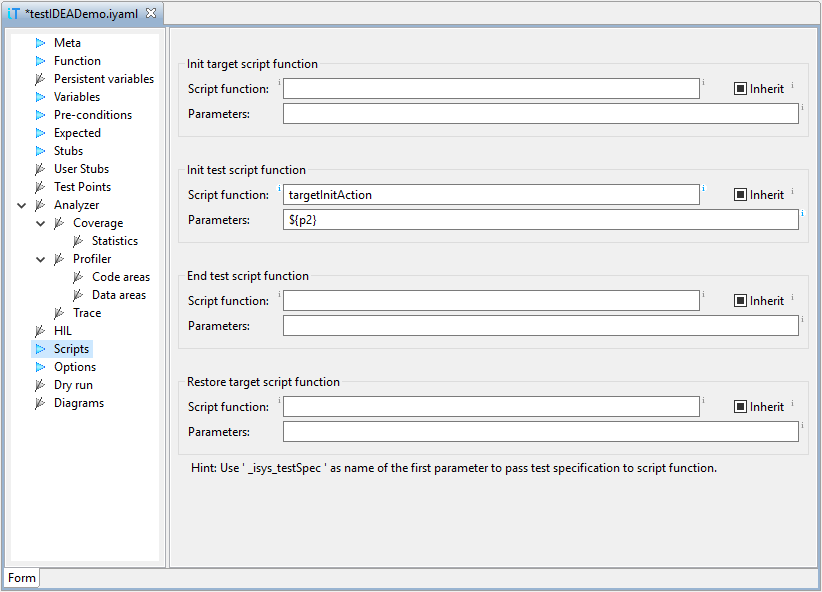 iT *testIDEADemo.iyaml
Meta
Function
Persistent variables
Variables
Pre-conditions
Expected
Stubs
User Stubs
Test Points
Analyzer
Coverage
Statistics
Profiler
Code areas
Data areas
Trace
HIL
Scripts
Options
Dry run
Diagrams
Init target script function
Script function: i i Inherit i
Parameters: i
Init test script function
Script function: i targetInitAction i Inherit i
Parameters: ${p2} i
End test script function
Script function: i i Inherit i
Parameters: i
Restore target script function
Script function: i i Inherit i
Parameters: i
Hint: Use ' _isys_testSpec ' as name of the first parameter to pass test specification to script function.
Form